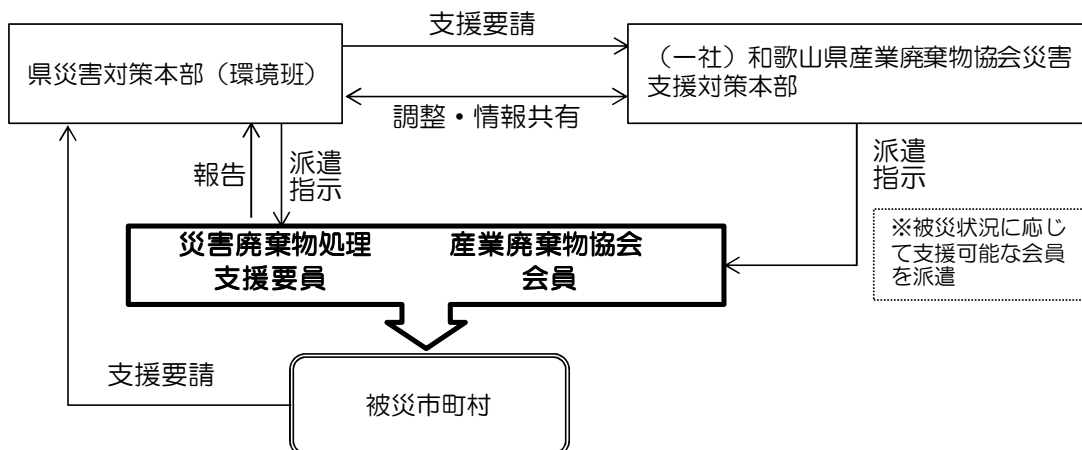 支援要請
県災害対策本部（環境班）
（一社）和歌山県産業廃棄物協会災害
支援対策本部
調整・情報共有
報告
派遣
指示
派遣
指示
※被災状況に応じ
て支援可能な会員
を派遣
災害廃棄物処理
支援要員
産業廃棄物協会
会員
支援要請
被災市町村